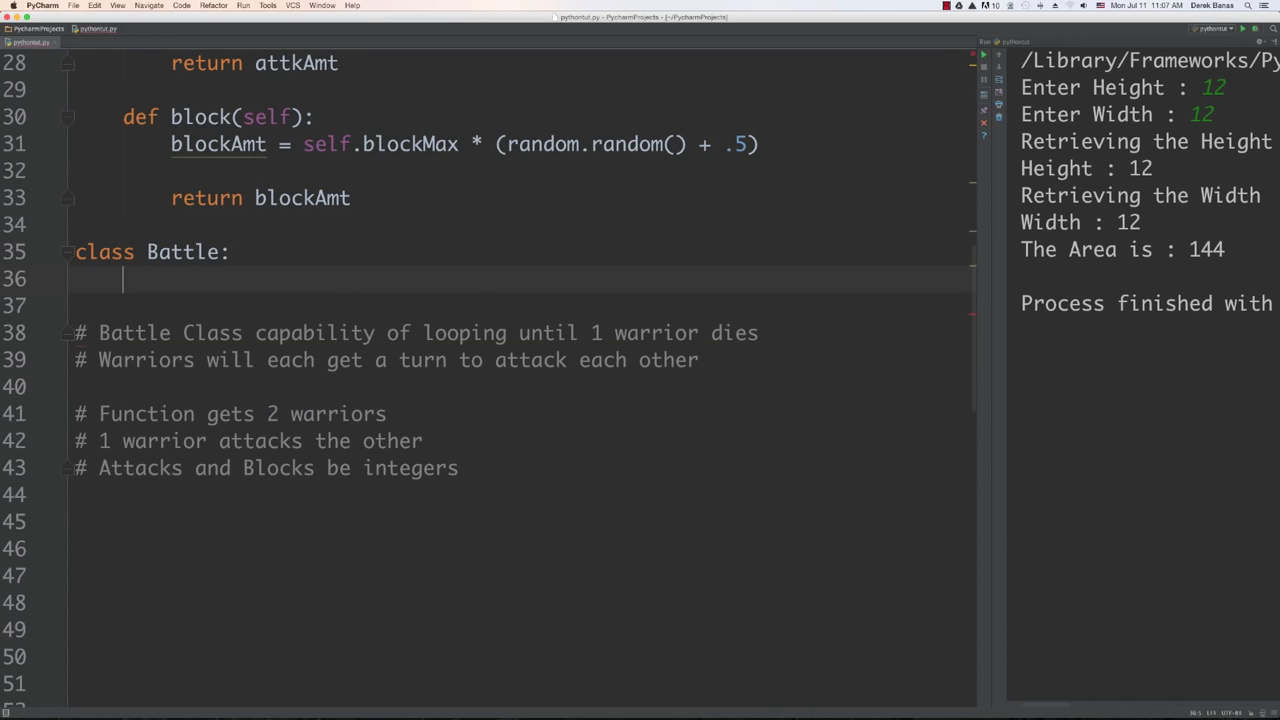 PyCharm File Edit View Navigate Code Refactor Run Tools VCS Window Help
10 Mon Jul 11 11:07 AM Derek Banas
pythontut.py - PycharmProjects - [~/PycharmProjects]
PycharmProjects pythontut.py
pythontut
pythontut.py
Run pythontut
28 return attkAmt
29
30 def block(self):
31 blockAmt = self.blockMax * (random.random() + .5)
32
33 return blockAmt
34
35 class Battle:
36
37
38 # Battle Class capability of looping until 1 warrior dies
39 # Warriors will each get a turn to attack each other
40
41 # Function gets 2 warriors
42 # 1 warrior attacks the other
43 # Attacks and Blocks be integers
44
45
46
47
48
49
50
51
/Library/Frameworks/Py
Enter Height : 12
Enter Width : 12
Retrieving the Height
Height : 12
Retrieving the Width
Width : 12
The Area is : 144
Process finished with
36:5 LF÷ UTF-8÷